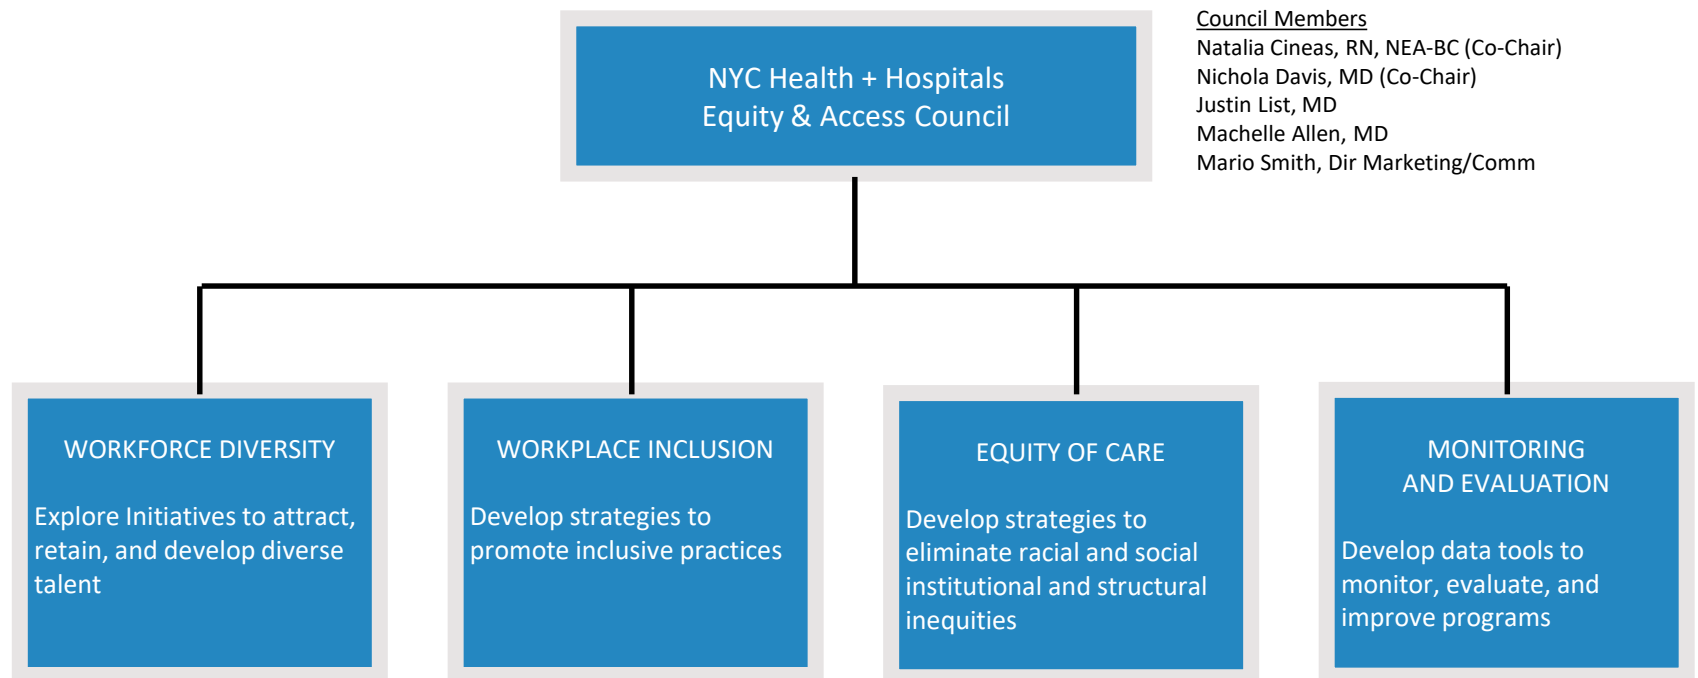 NYC Health + Hospitals
Equity & Access Council
Council Members
Natalia Cineas, RN, NEA-BC (Co-Chair)
Nichola Davis, MD (Co-Chair)
Justin List, MD
Machelle Allen, MD
Mario Smith, Dir Marketing/Comm
WORKFORCE DIVERSITY
Explore Initiatives to attract,
retain, and develop diverse
talent
WORKPLACE INCLUSION
Develop strategies to
promote inclusive practices
EQUITY OF CARE
Develop strategies to
eliminate racial and social
institutional and structural
inequities
MONITORING
AND EVALUATION
Develop data tools to
monitor, evaluate, and
improve programs